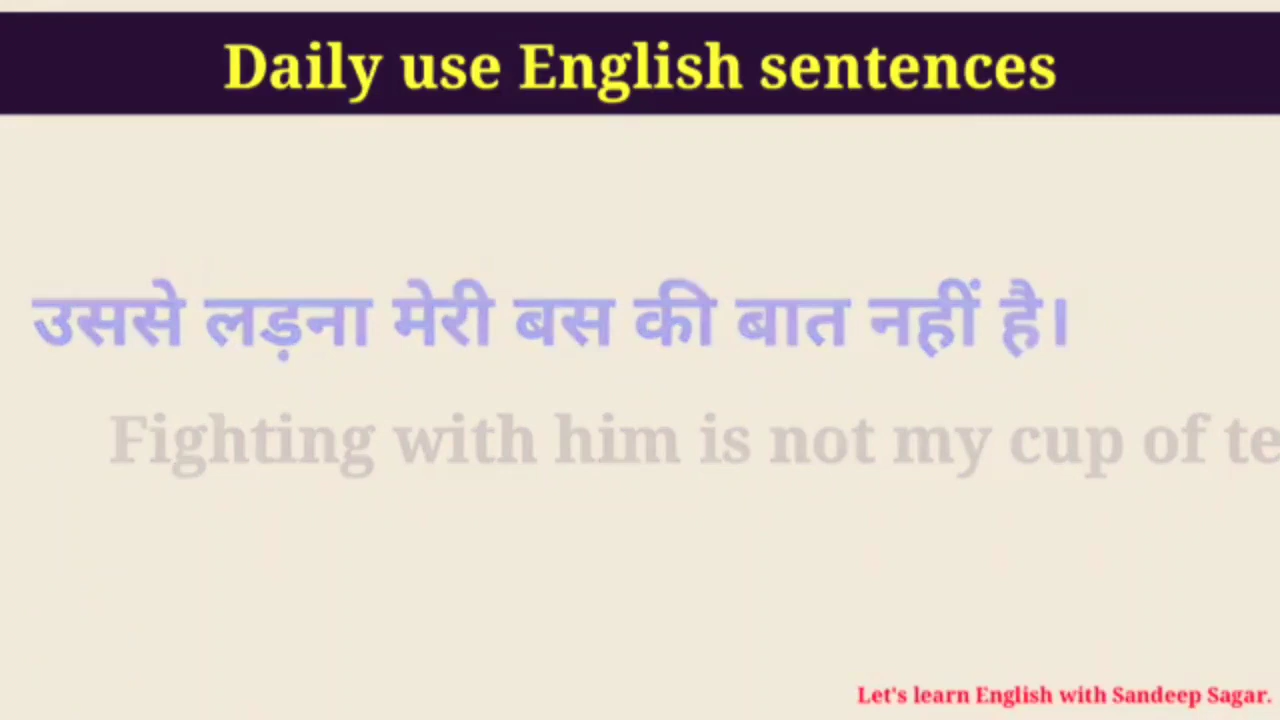 Daily use English sentences
उससे लड़ना मेरी बस की बात नहीं है।
Fighting with him is not my cup of te
Let's learn English with Sandeep Sagar.